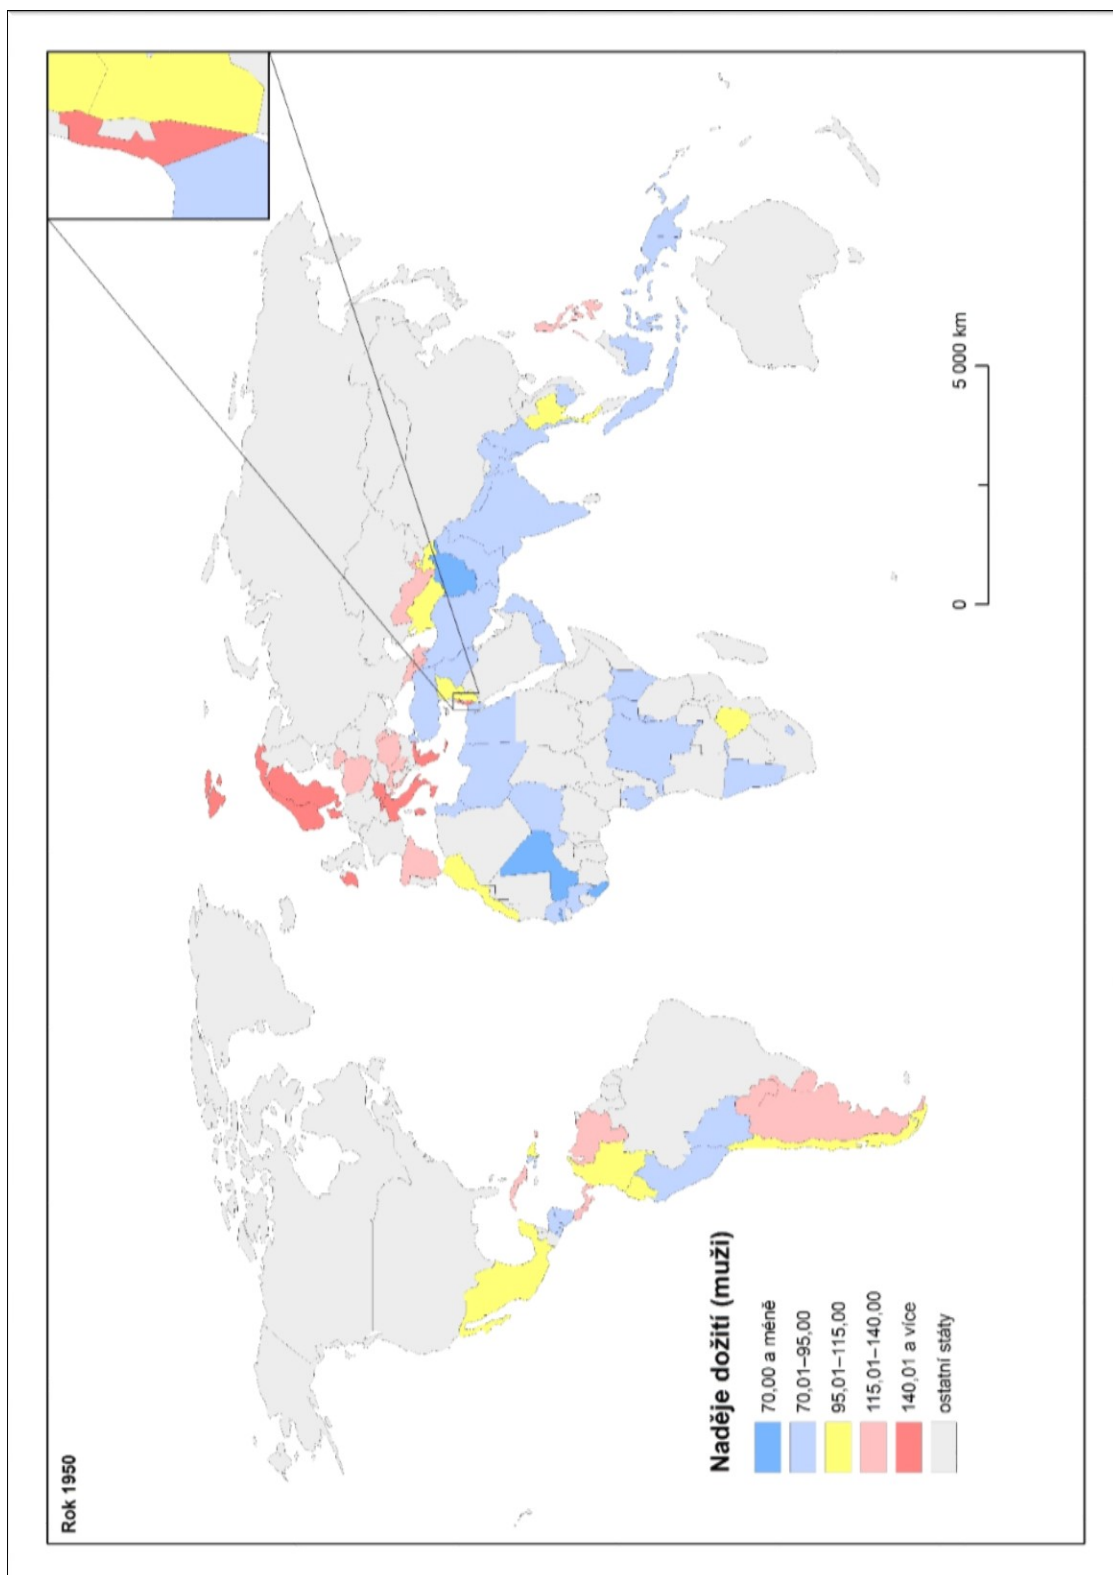 Rok 1950
Naděje dožití (muži)
70,00 a méně
70,01–95,00
95,01–115,00
115,01–140,00
140,01 a více
ostatní státy
0
5 000 km